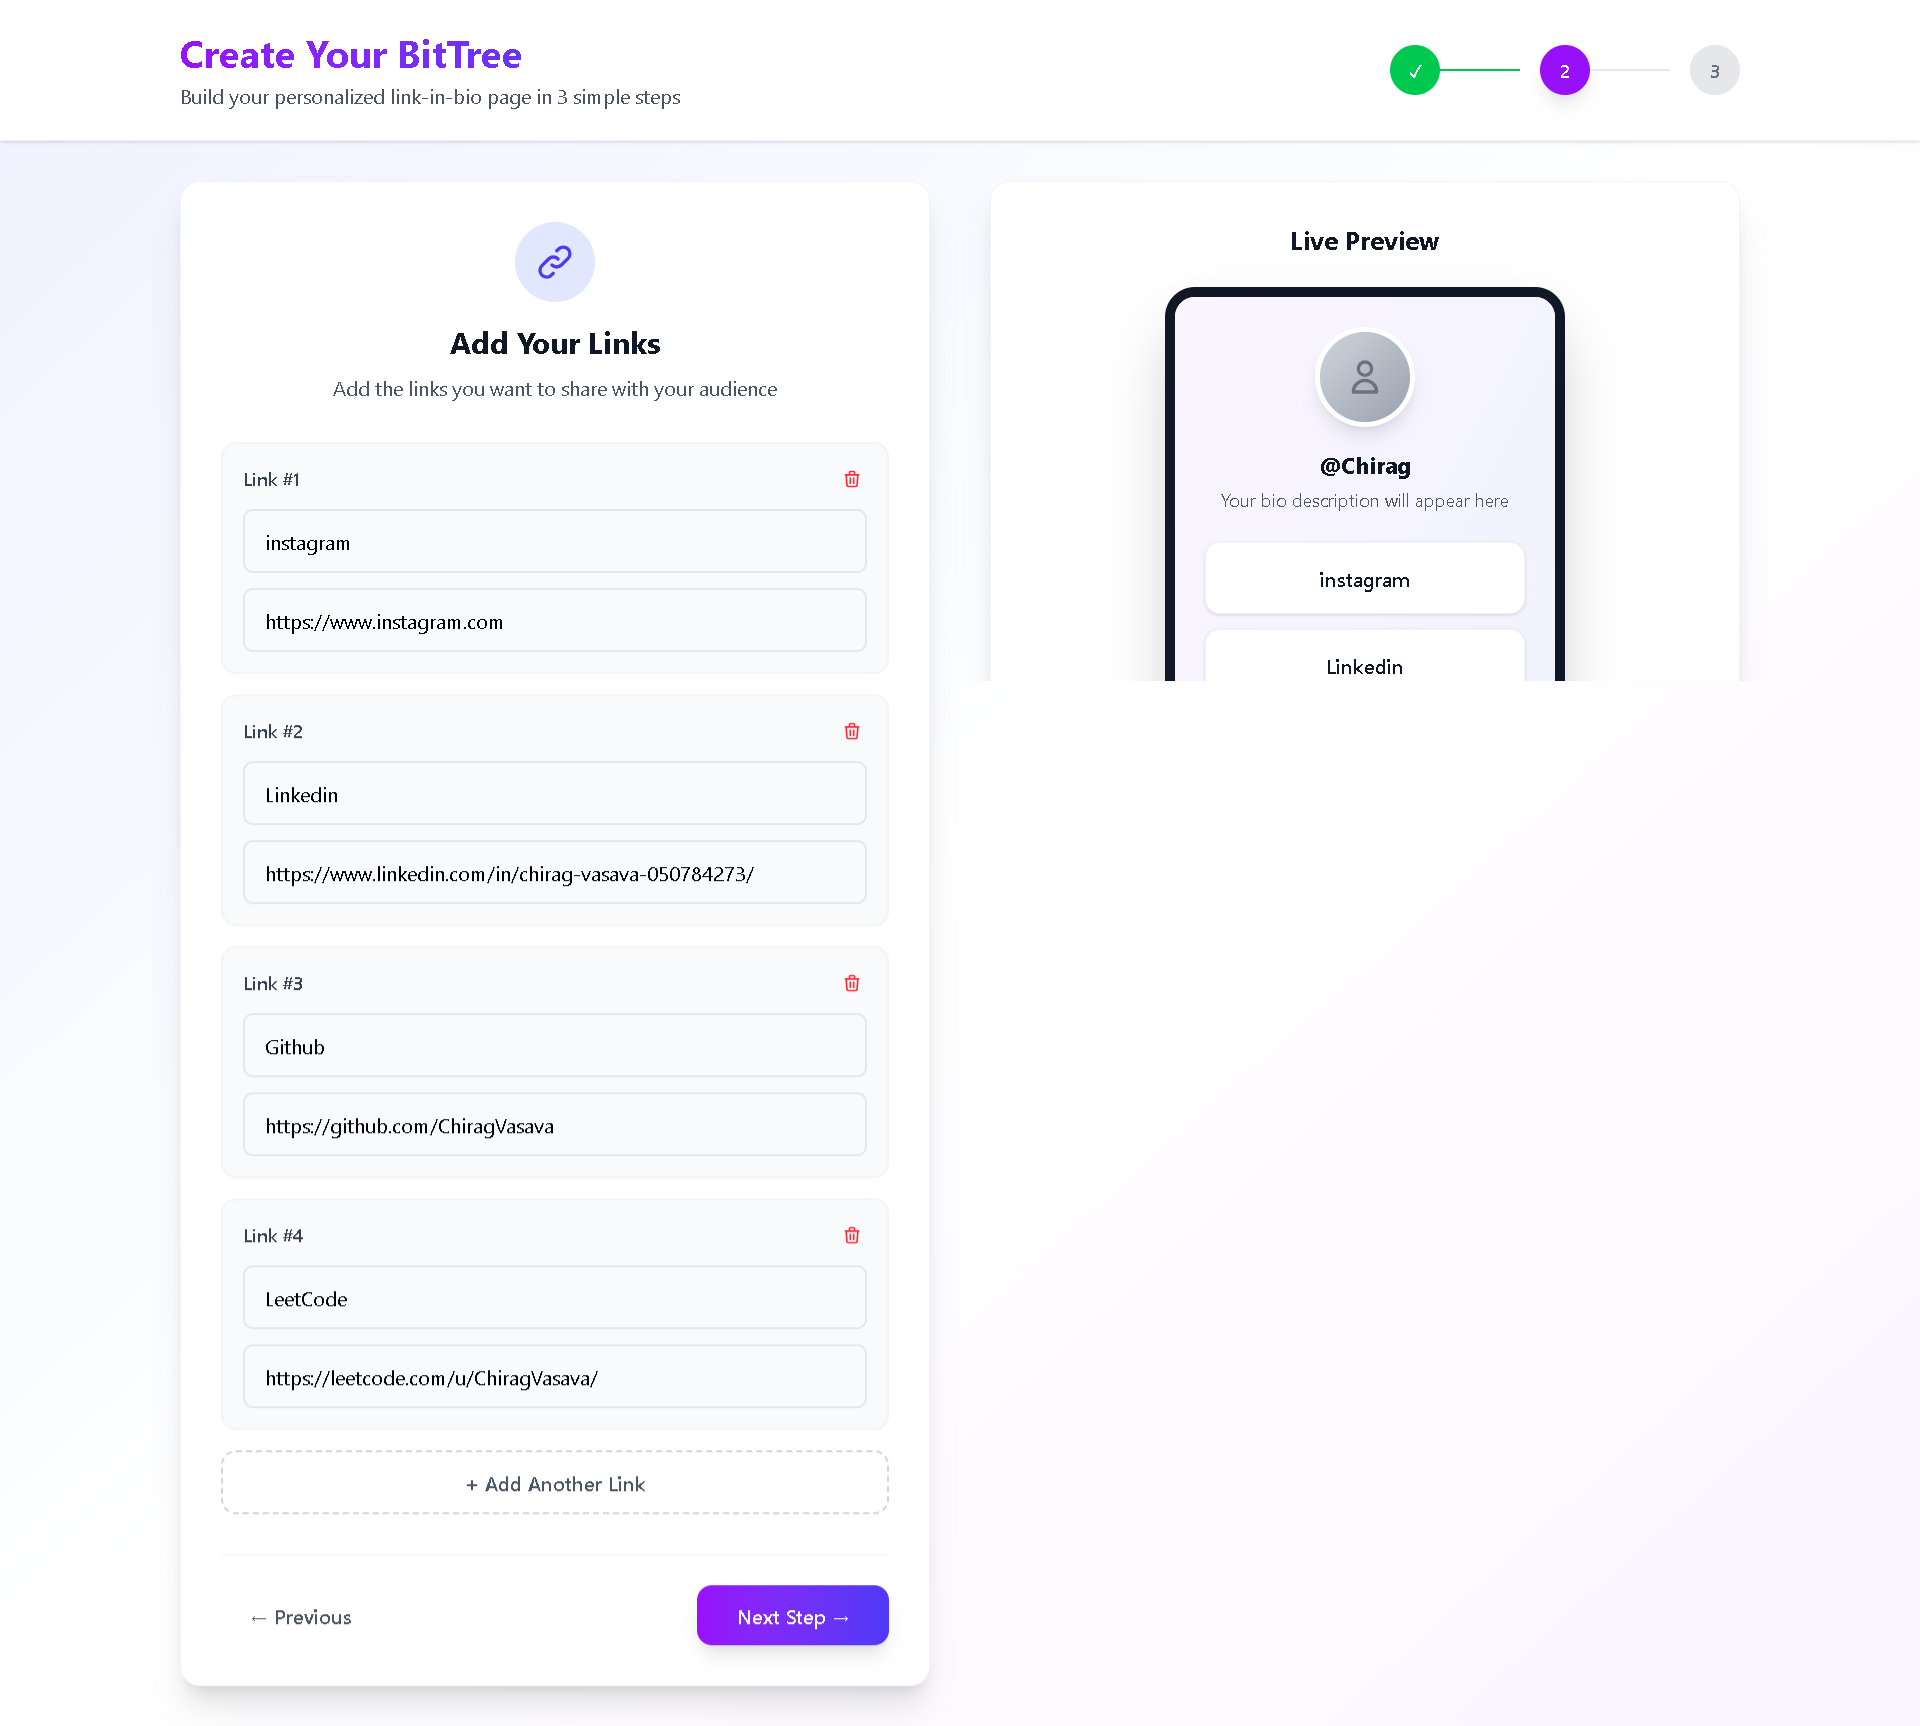 Create Your BitTree
Build your personalized link-in-bio page in 3 simple steps
✓
2
3
Add Your Links
Add the links you want to share with your audience
Link #1
instagram
https://www.instagram.com
Link #2
Linkedin
https://www.linkedin.com/in/chirag-vasava-050784273/
Link #3
Github
https://github.com/ChiragVasava
Link #4
LeetCode
https://leetcode.com/u/ChiragVasava/
+ Add Another Link
← Previous
Next Step →
Live Preview
@Chirag
Your bio description will appear here
instagram
Linkedin